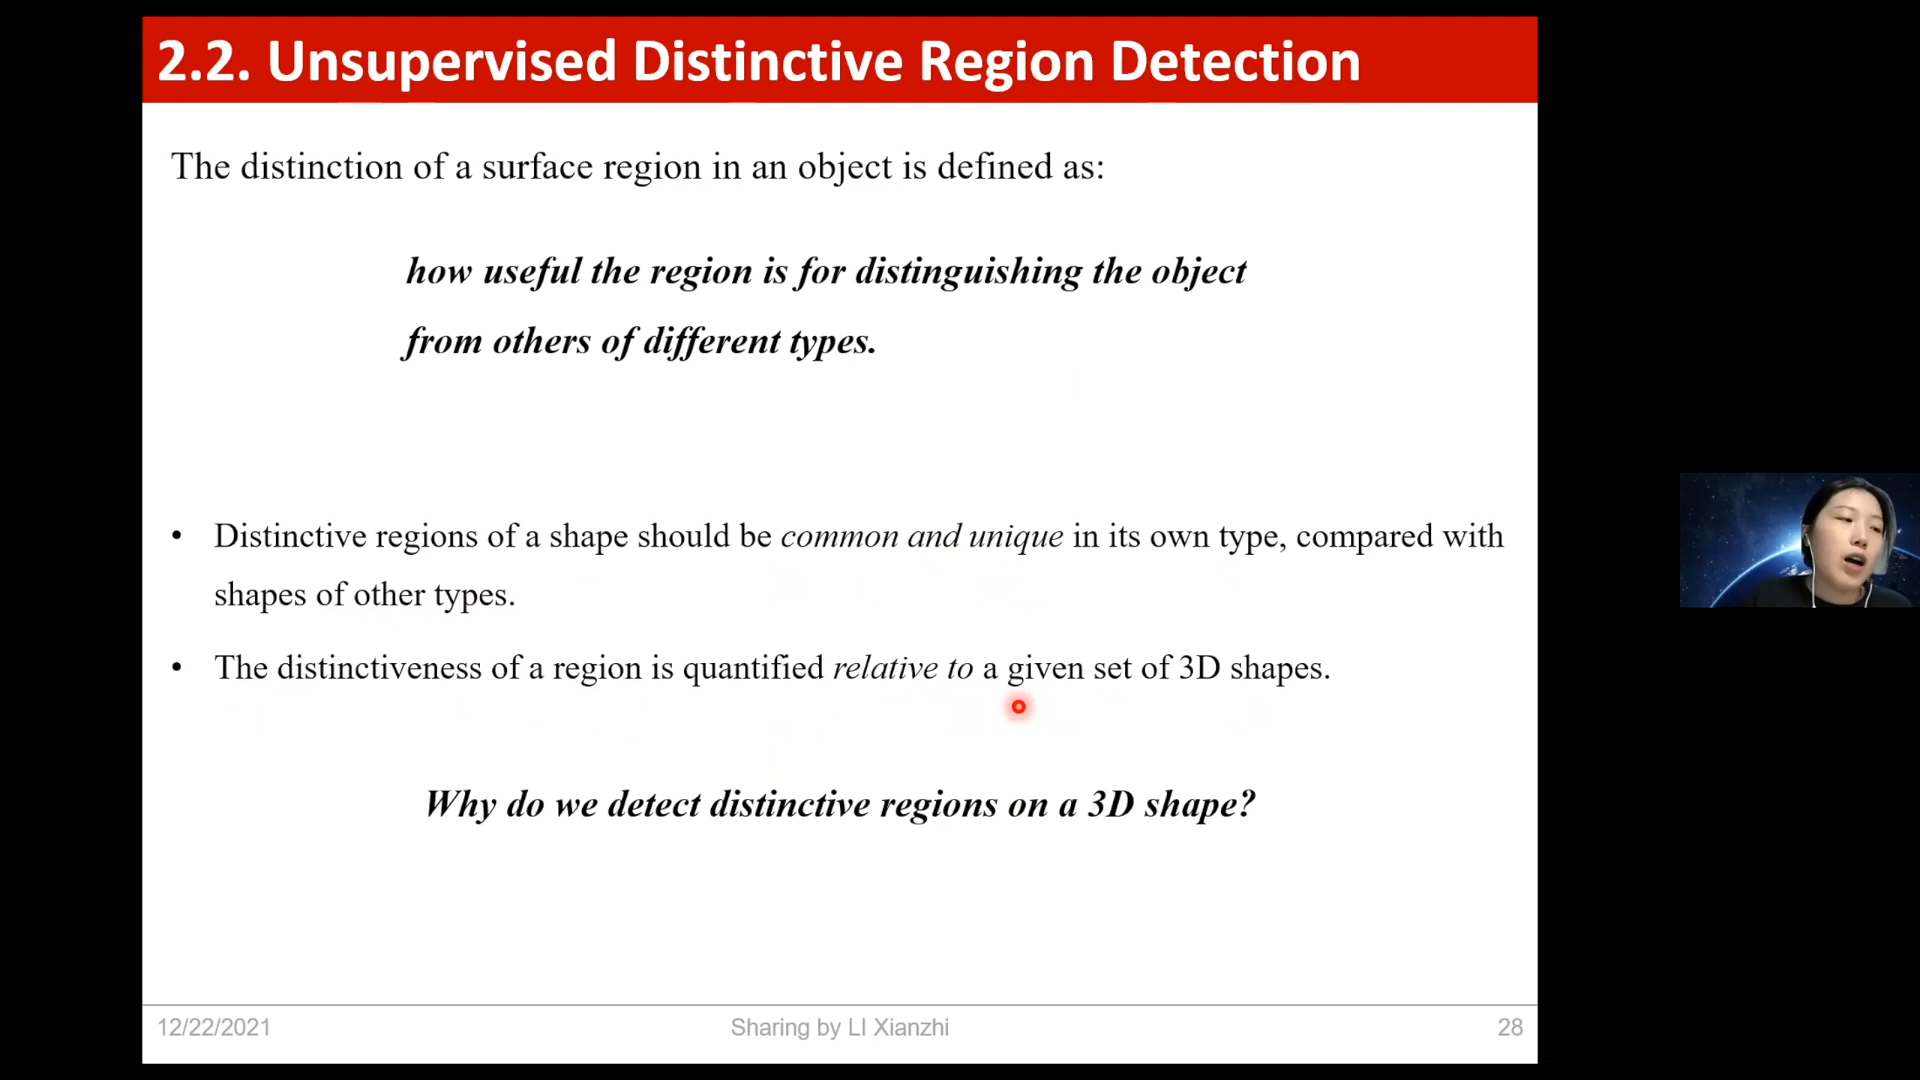 2.2. Unsupervised Distinctive Region Detection
The distinction of a surface region in an object is defined as:
how useful the region is for distinguishing the object
from others of different types.
• Distinctive regions of a shape should be common and unique in its own type, compared with
shapes of other types.
• The distinctiveness of a region is quantified relative to a given set of 3D shapes.
Why do we detect distinctive regions on a 3D shape?
12/22/2021
Sharing by LI Xianzhi
28